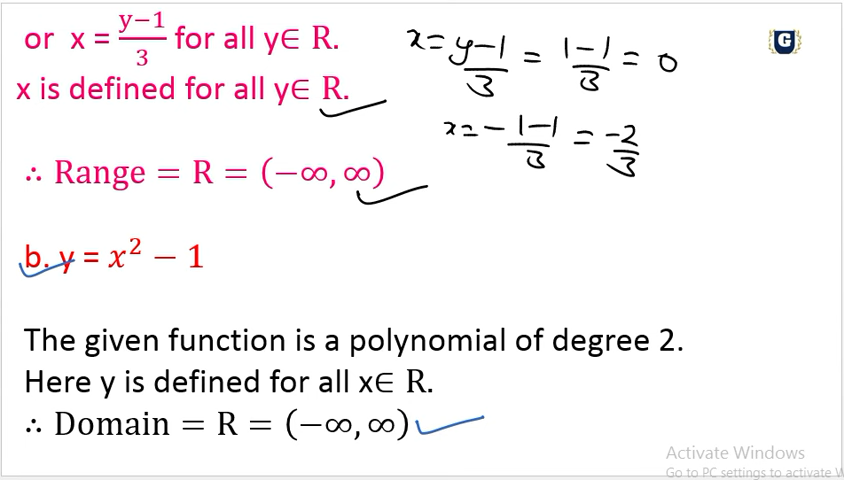 or x = y−1/3 for all y∈ R.
x = y−1/3 = 1−1/3 = 0
x is defined for all y∈ R.
x = −1−1/3 = −2/3
∴ Range = R = (−∞, ∞)
b. y = x² − 1
The given function is a polynomial of degree 2.
Here y is defined for all x∈ R.
∴ Domain = R = (−∞, ∞)
G
Activate Windows
Go to PC settings to activate W